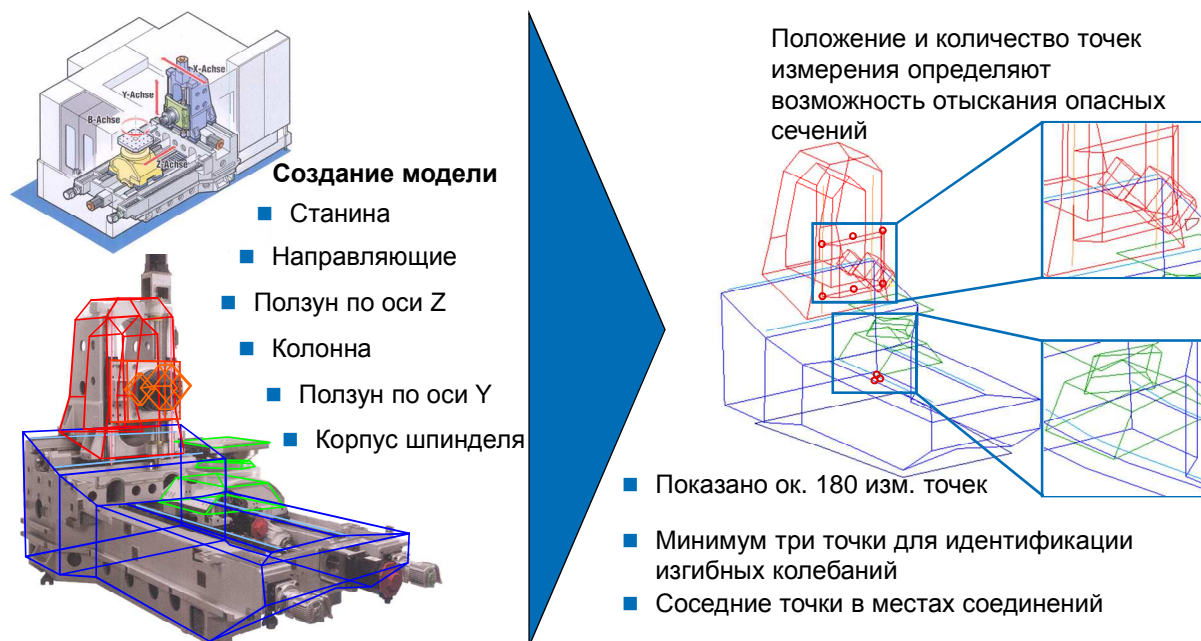 X-Achse
Y-Achse
B-Achse
Z-Achse
Создание модели
Станина
Направляющие
Ползун по оси Z
Колонна
Ползун по оси Y
Корпус шпинделя
Положение и количество точек
измерения определяют
возможность отыскания опасных
сечений
Показано ок. 180 изм. точек
Минимум три точки для идентификации
изгибных колебаний
Соседние точки в местах соединений